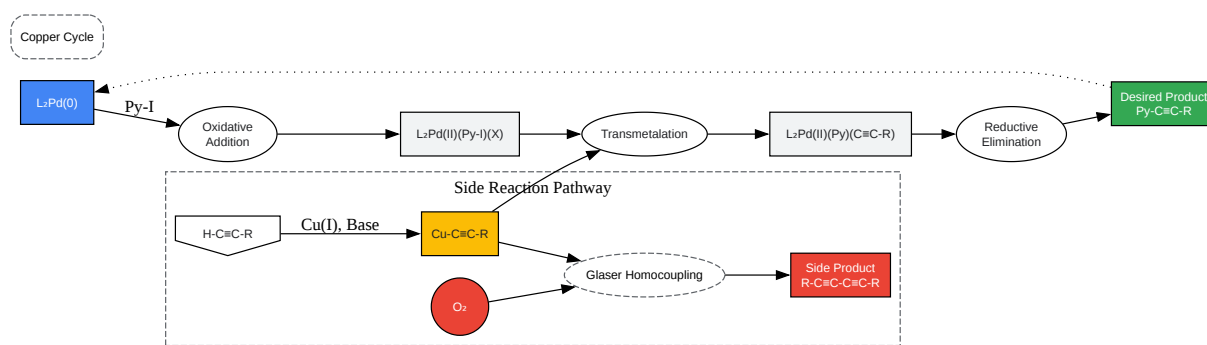 Copper Cycle
L₂Pd(0)
Py-I
Oxidative
Addition
L₂Pd(II)(Py-I)(X)
Transmetalation
L₂Pd(II)(Py)(C≡C-R)
Reductive
Elimination
Desired Product
Py-C≡C-R
Side Reaction Pathway
H-C≡C-R
Cu(I), Base
Cu-C≡C-R
Glaser Homocoupling
Side Product
R-C≡C-C≡C-R
O₂